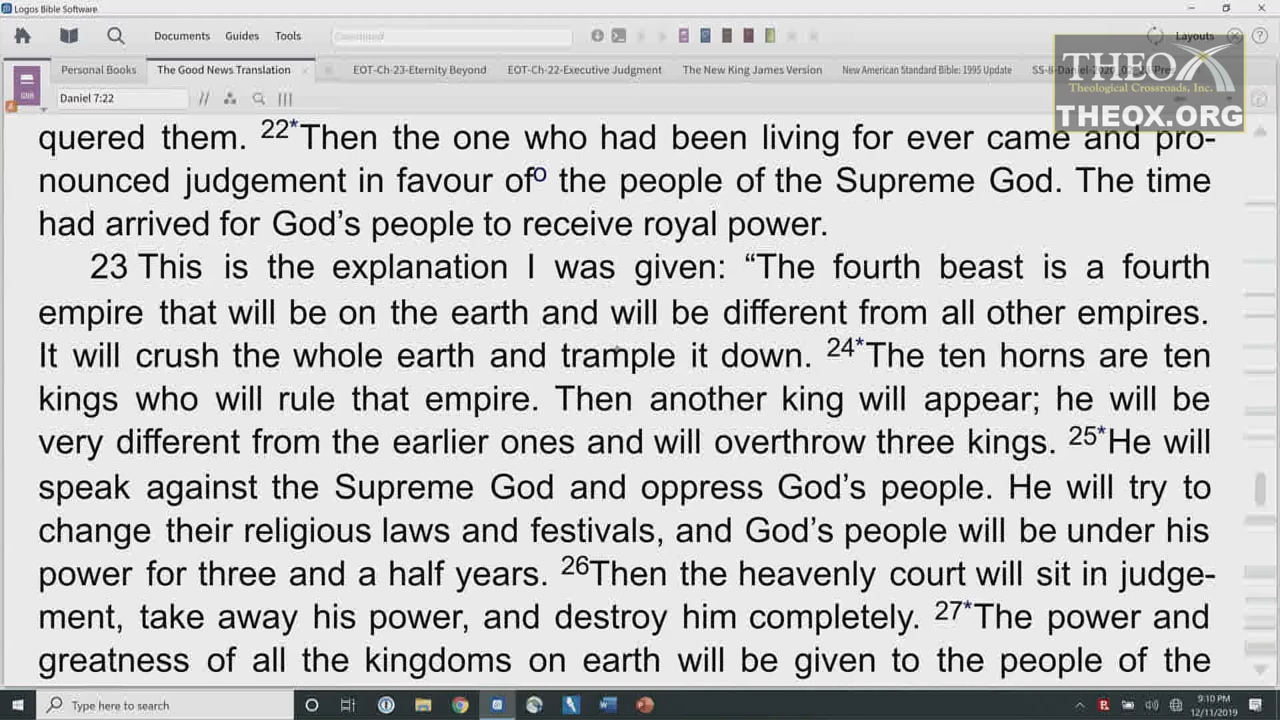 Logos Bible Software
Documents Guides Tools Command Layouts
Personal Books The Good News Translation Ch-23-Eternity Beyond EOT-Ch-22-Executive Judgment The New King James Version New American Standard Bible: 1995 Update
THEOX
Theological Crossroads, Inc.
THEOX.ORG
Daniel 7:22
quered them. 22*Then the one who had been living for ever came and pro-
nounced judgement in favour ofo the people of the Supreme God. The time
had arrived for God's people to receive royal power.
23 This is the explanation I was given: “The fourth beast is a fourth
empire that will be on the earth and will be different from all other empires.
It will crush the whole earth and trample it down. 24*The ten horns are ten
kings who will rule that empire. Then another king will appear; he will be
very different from the earlier ones and will overthrow three kings. 25*He will
speak against the Supreme God and oppress God's people. He will try to
change their religious laws and festivals, and God's people will be under his
power for three and a half years. 26Then the heavenly court will sit in judge-
ment, take away his power, and destroy him completely. 27*The power and
greatness of all the kingdoms on earth will be given to the people of the
Type here to search
9:10 PM
12/11/2019